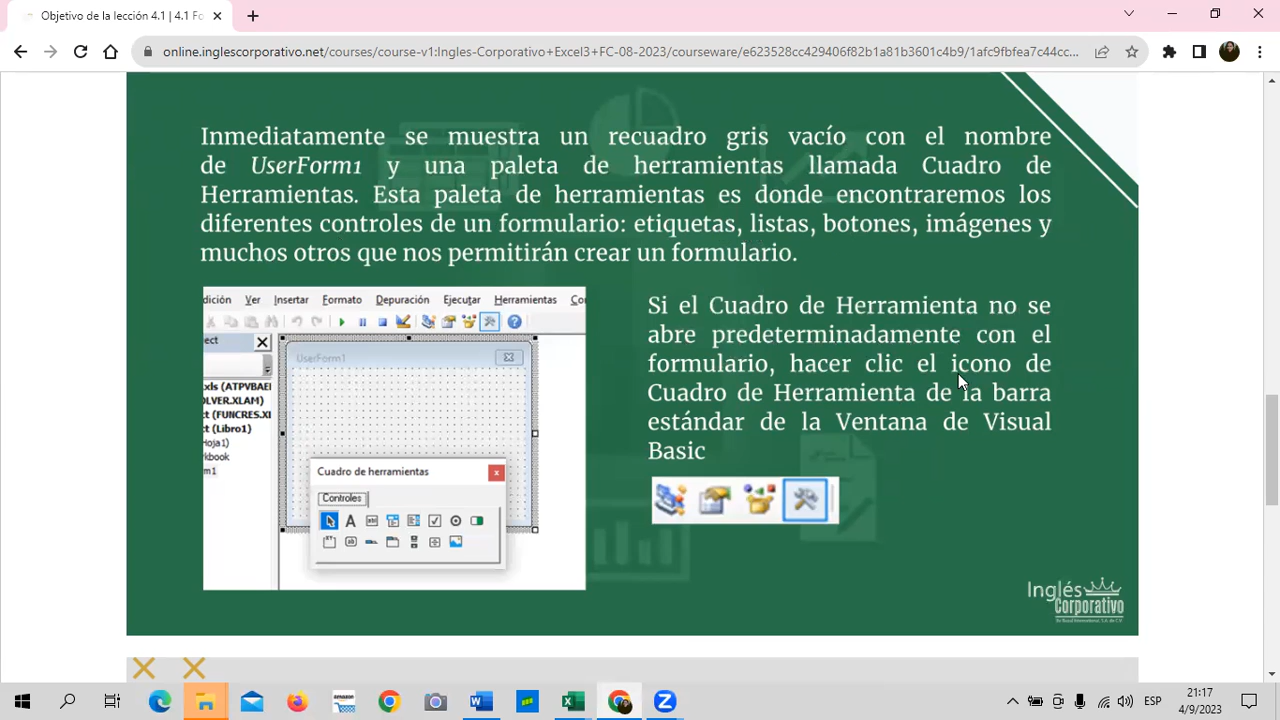 Objetivo de la lección 4.1 | 4.1 Fo
online.inglescorporativo.net/courses/course-v1:Ingles-Corporativo+Excel3+FC-08-2023/courseware/e623528cc429406f82b1a81b3601c4b9/1afc9fbfea7c44cc...
Inmediatamente se muestra un recuadro gris vacío con el nombre
de UserForm1 y una paleta de herramientas llamada Cuadro de
Herramientas. Esta paleta de herramientas es donde encontraremos los
diferentes controles de un formulario: etiquetas, listas, botones, imágenes y
muchos otros que nos permitirán crear un formulario.
dición Ver Insertar Formato Depuración Ejecutar Herramientas Co
ect
UserForm1
.xls (ATPVBAE
OLVER.XLAM)
ct (FUNCRES.Xl
ct (Libro1)
Hoja1)
rkbook
m1
Cuadro de herramientas
Controles
Si el Cuadro de Herramienta no se
abre predeterminadamente con el
formulario, hacer clic el icono de
Cuadro de Herramienta de la barra
estándar de la Ventana de Visual
Basic
Inglés
Corporativo
ESP
21:17
4/9/2023